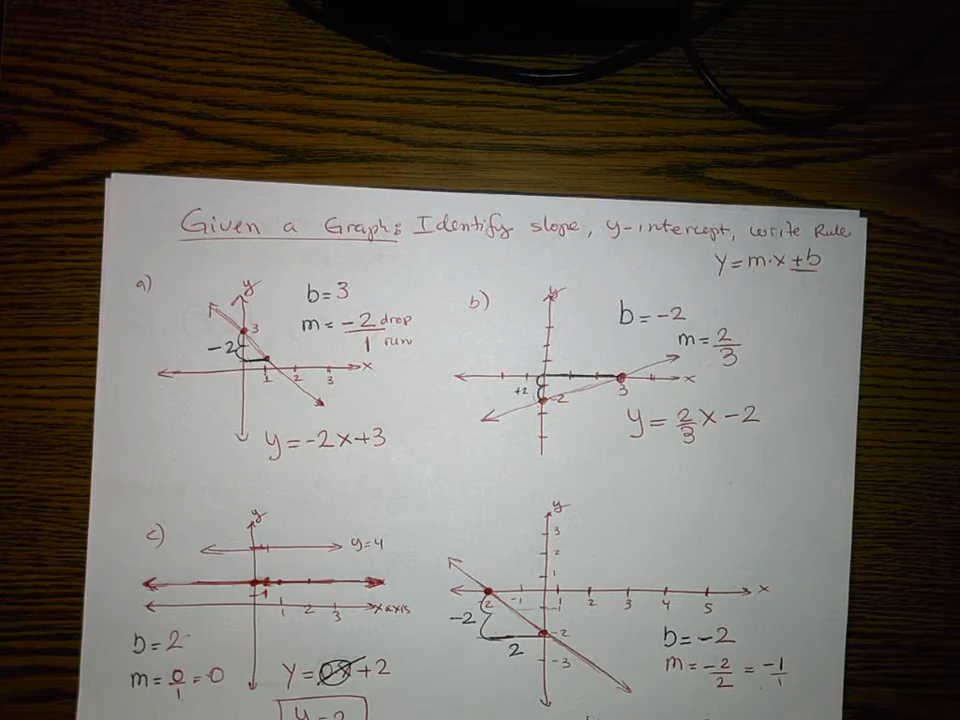 Given a Graph: Identify slope, y-intercept, write Rule
y = m·x + b
a)
y
b = 3
m = -2 drop
1 run
3
-2
x
1 2 3
y = -2x + 3
b)
y
b = -2
m = 2/3
x
+2
-2
3
y = 2/3 x - 2
c)
y
y = 4
1
x axis
1 2 3
b = 2
m = 0/1 = 0
y = 0x + 2
y = 2
y
3
2
1
x
2 -1 1 2 3 4 5
-2
-2
2
-3
b = -2
m = -2/2 = -1/1